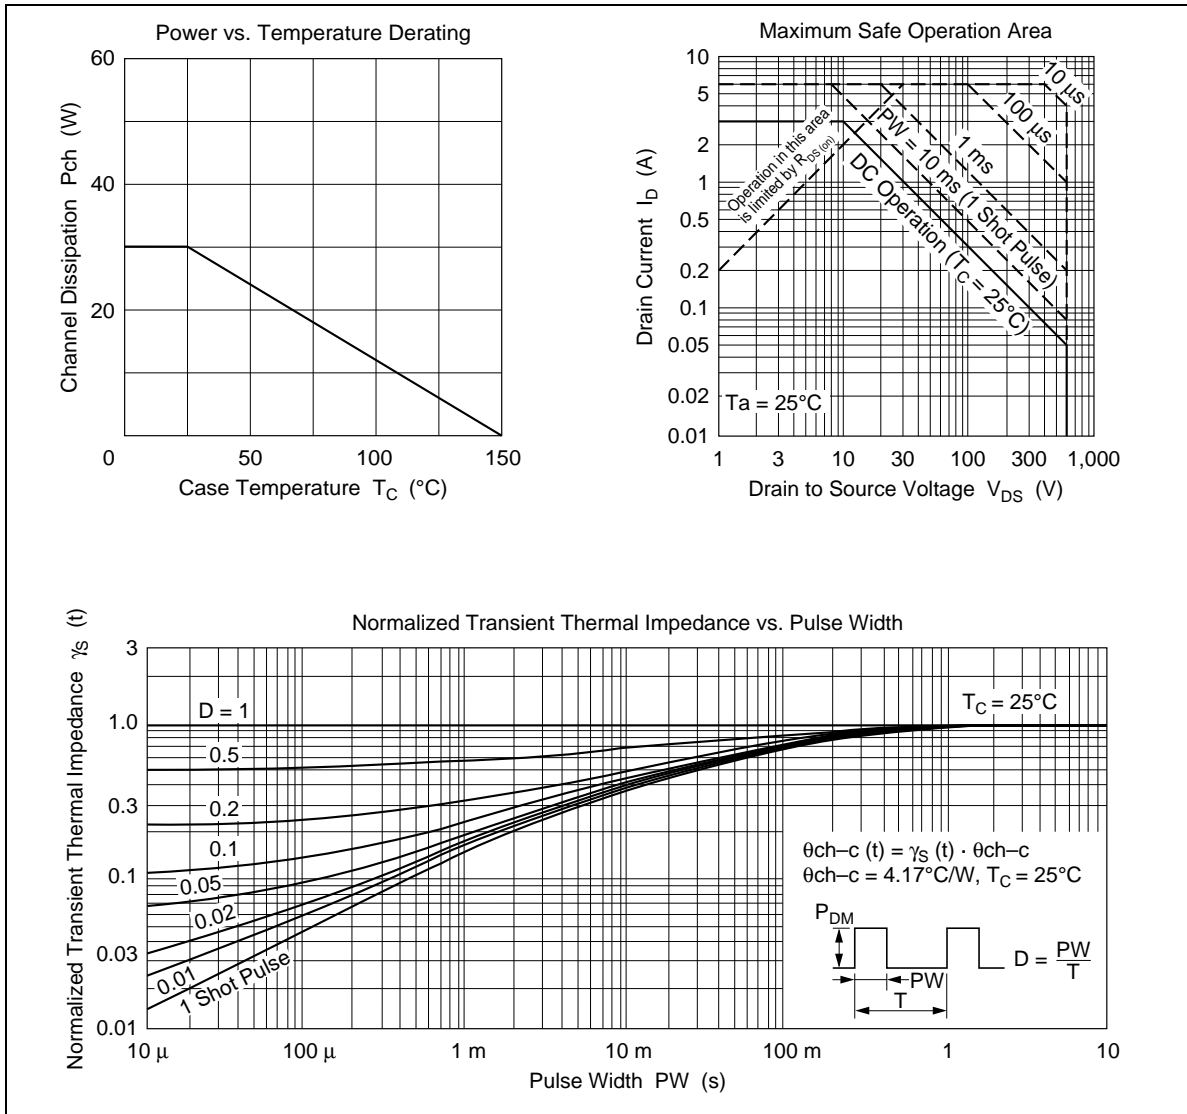 Power vs. Temperature Derating
60
40
20
0
50
100
150
Channel Dissipation Pch (W)
Case Temperature T_C (°C)
Maximum Safe Operation Area
10
5
2
1
0.5
0.2
0.1
0.05
0.02
0.01
1
3
10
30
100
300
1,000
Drain Current I_D (A)
Drain to Source Voltage V_DS (V)
10 μs
100 μs
1 ms
PW = 10 ms (1 Shot Pulse)
DC Operation (T_C = 25°C)
Operation in this area
is limited by R_DS (on)
Ta = 25°C
Normalized Transient Thermal Impedance vs. Pulse Width
3
1.0
0.3
0.1
0.03
0.01
10 μ
100 μ
1 m
10 m
100 m
1
10
Normalized Transient Thermal Impedance γ_S (t)
Pulse Width PW (s)
D = 1
0.5
0.2
0.1
0.05
0.02
0.01
1 Shot Pulse
T_C = 25°C
θch–c (t) = γ_S (t) · θch–c
θch–c = 4.17°C/W, T_C = 25°C
P_DM
PW
T
D = PW/T